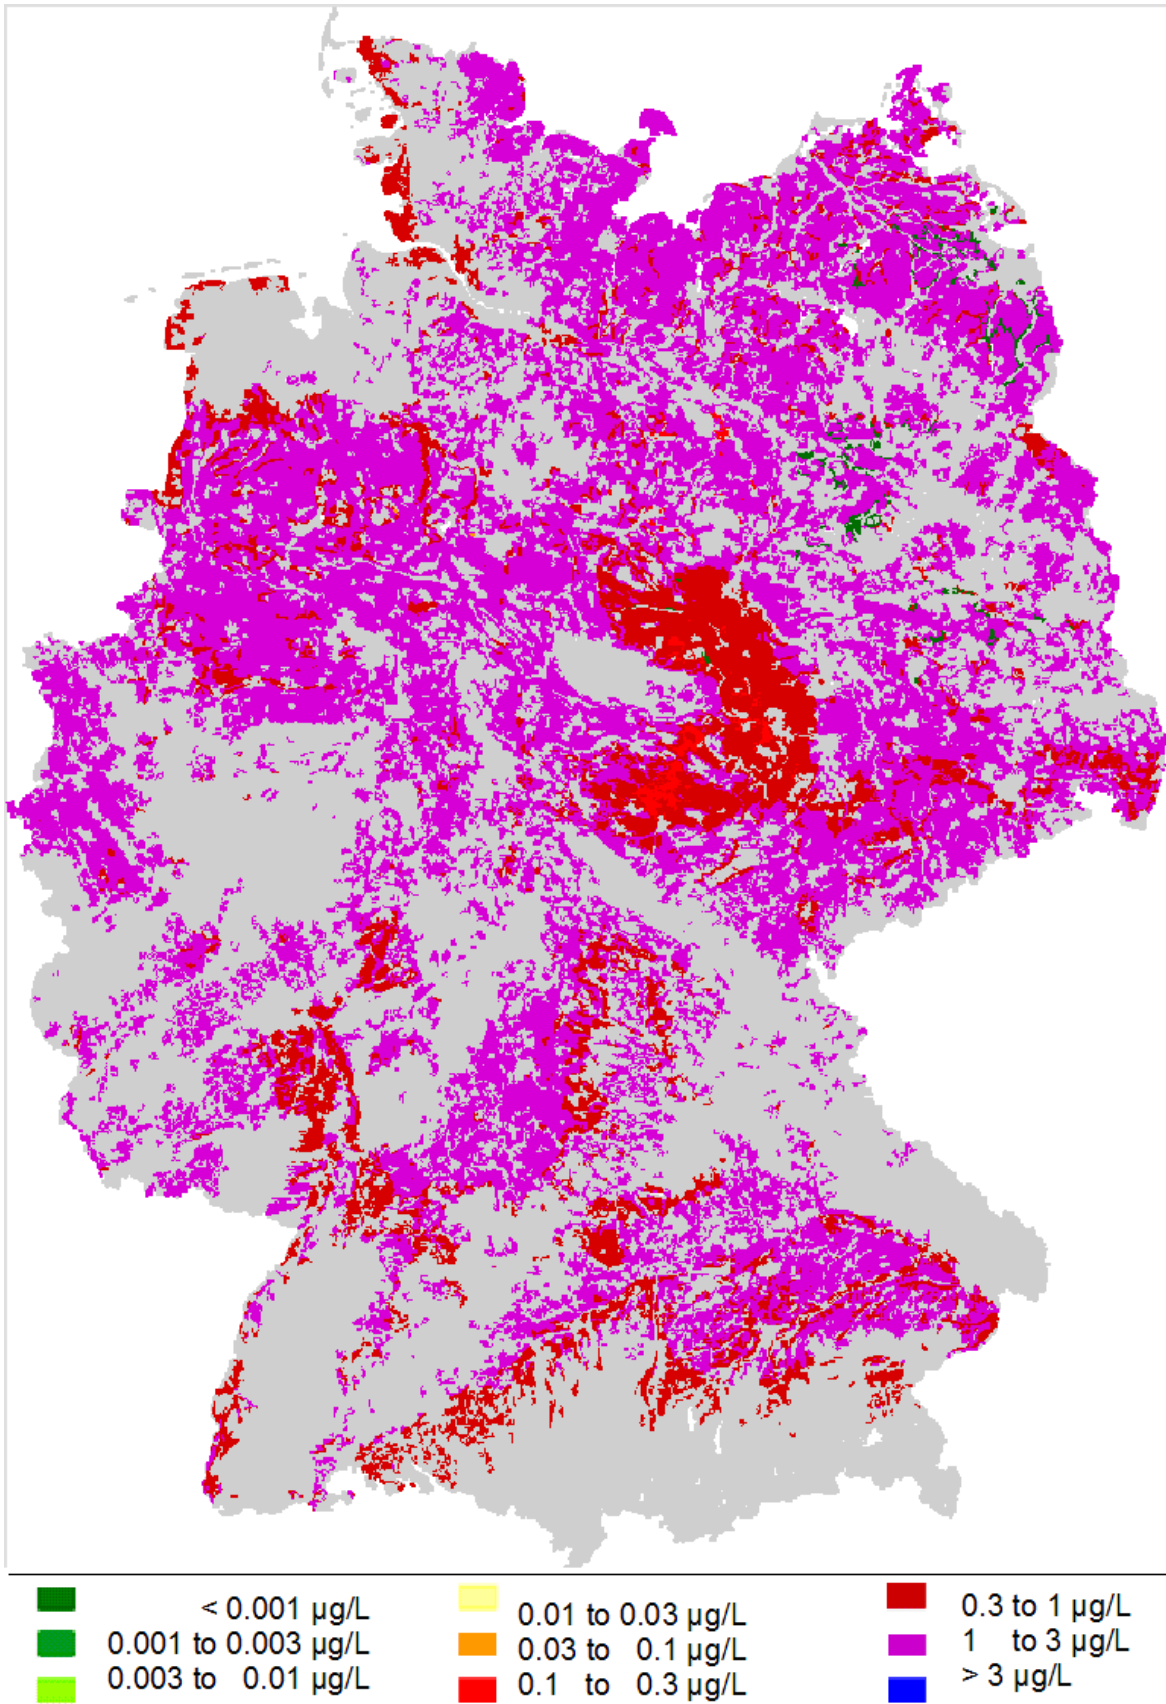 < 0.001 µg/L
0.001 to 0.003 µg/L
0.003 to 0.01 µg/L
0.01 to 0.03 µg/L
0.03 to 0.1 µg/L
0.1 to 0.3 µg/L
0.3 to 1 µg/L
1 to 3 µg/L
> 3 µg/L